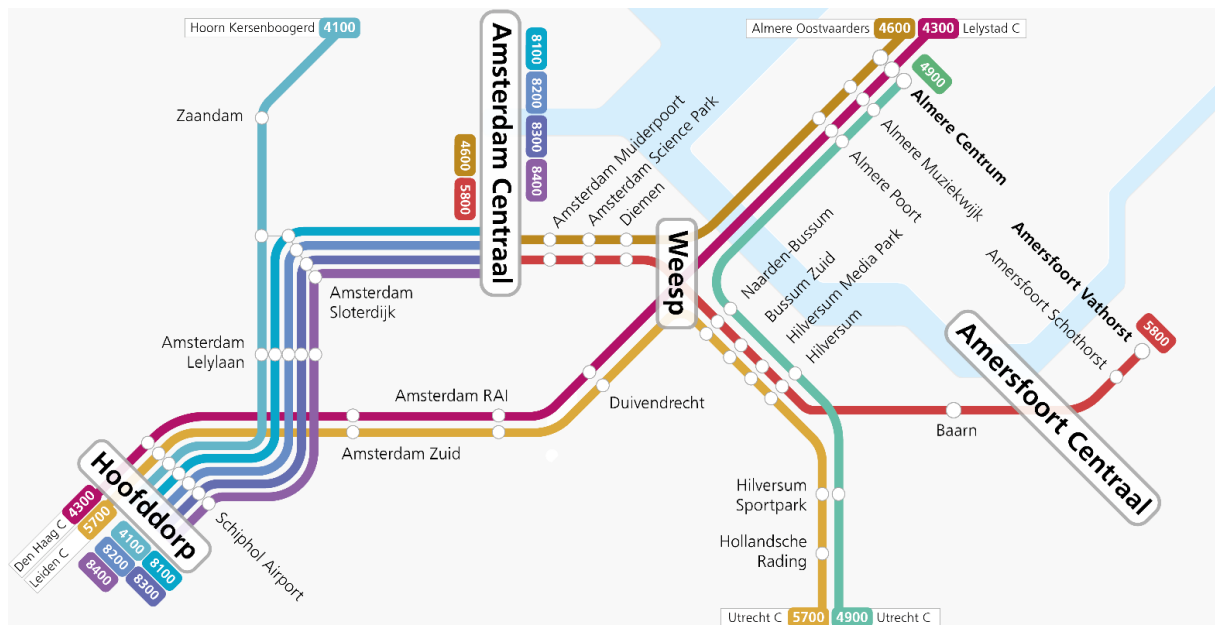 Hoorn Kersenboogerd 4100
Zaandam
Amsterdam Centraal
8100
8200
8300
8400
4600
5800
Amsterdam Muiderpoort
Amsterdam Science Park
Diemen
Almere Oostvaarders 4600
4300 Lelystad C
4900
Almere Centrum
Almere Muziekwijk
Almere Poort
Weesp
Naarden-Bussum
Bussum Zuid
Hilversum Media Park
Hilversum
Amersfoort Vathorst
Amersfoort Schothorst
5800
Amersfoort Centraal
Baarn
Amsterdam
Sloterdijk
Amsterdam
Lelylaan
Amsterdam RAI
Amsterdam Zuid
Duivendrecht
Hoofddorp
Schiphol Airport
Den Haag C 4300
Leiden C 5700
4100
8100
8200
8300
8400
Hilversum
Sportpark
Hollandsche
Rading
Utrecht C 5700
4900 Utrecht C